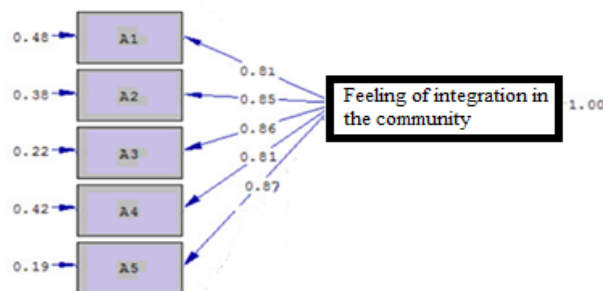 0.48
A1
0.81
0.38
A2
0.85
Feeling of integration in
the community
1.00
0.22
A3
0.86
0.81
0.42
A4
0.87
0.19
A5